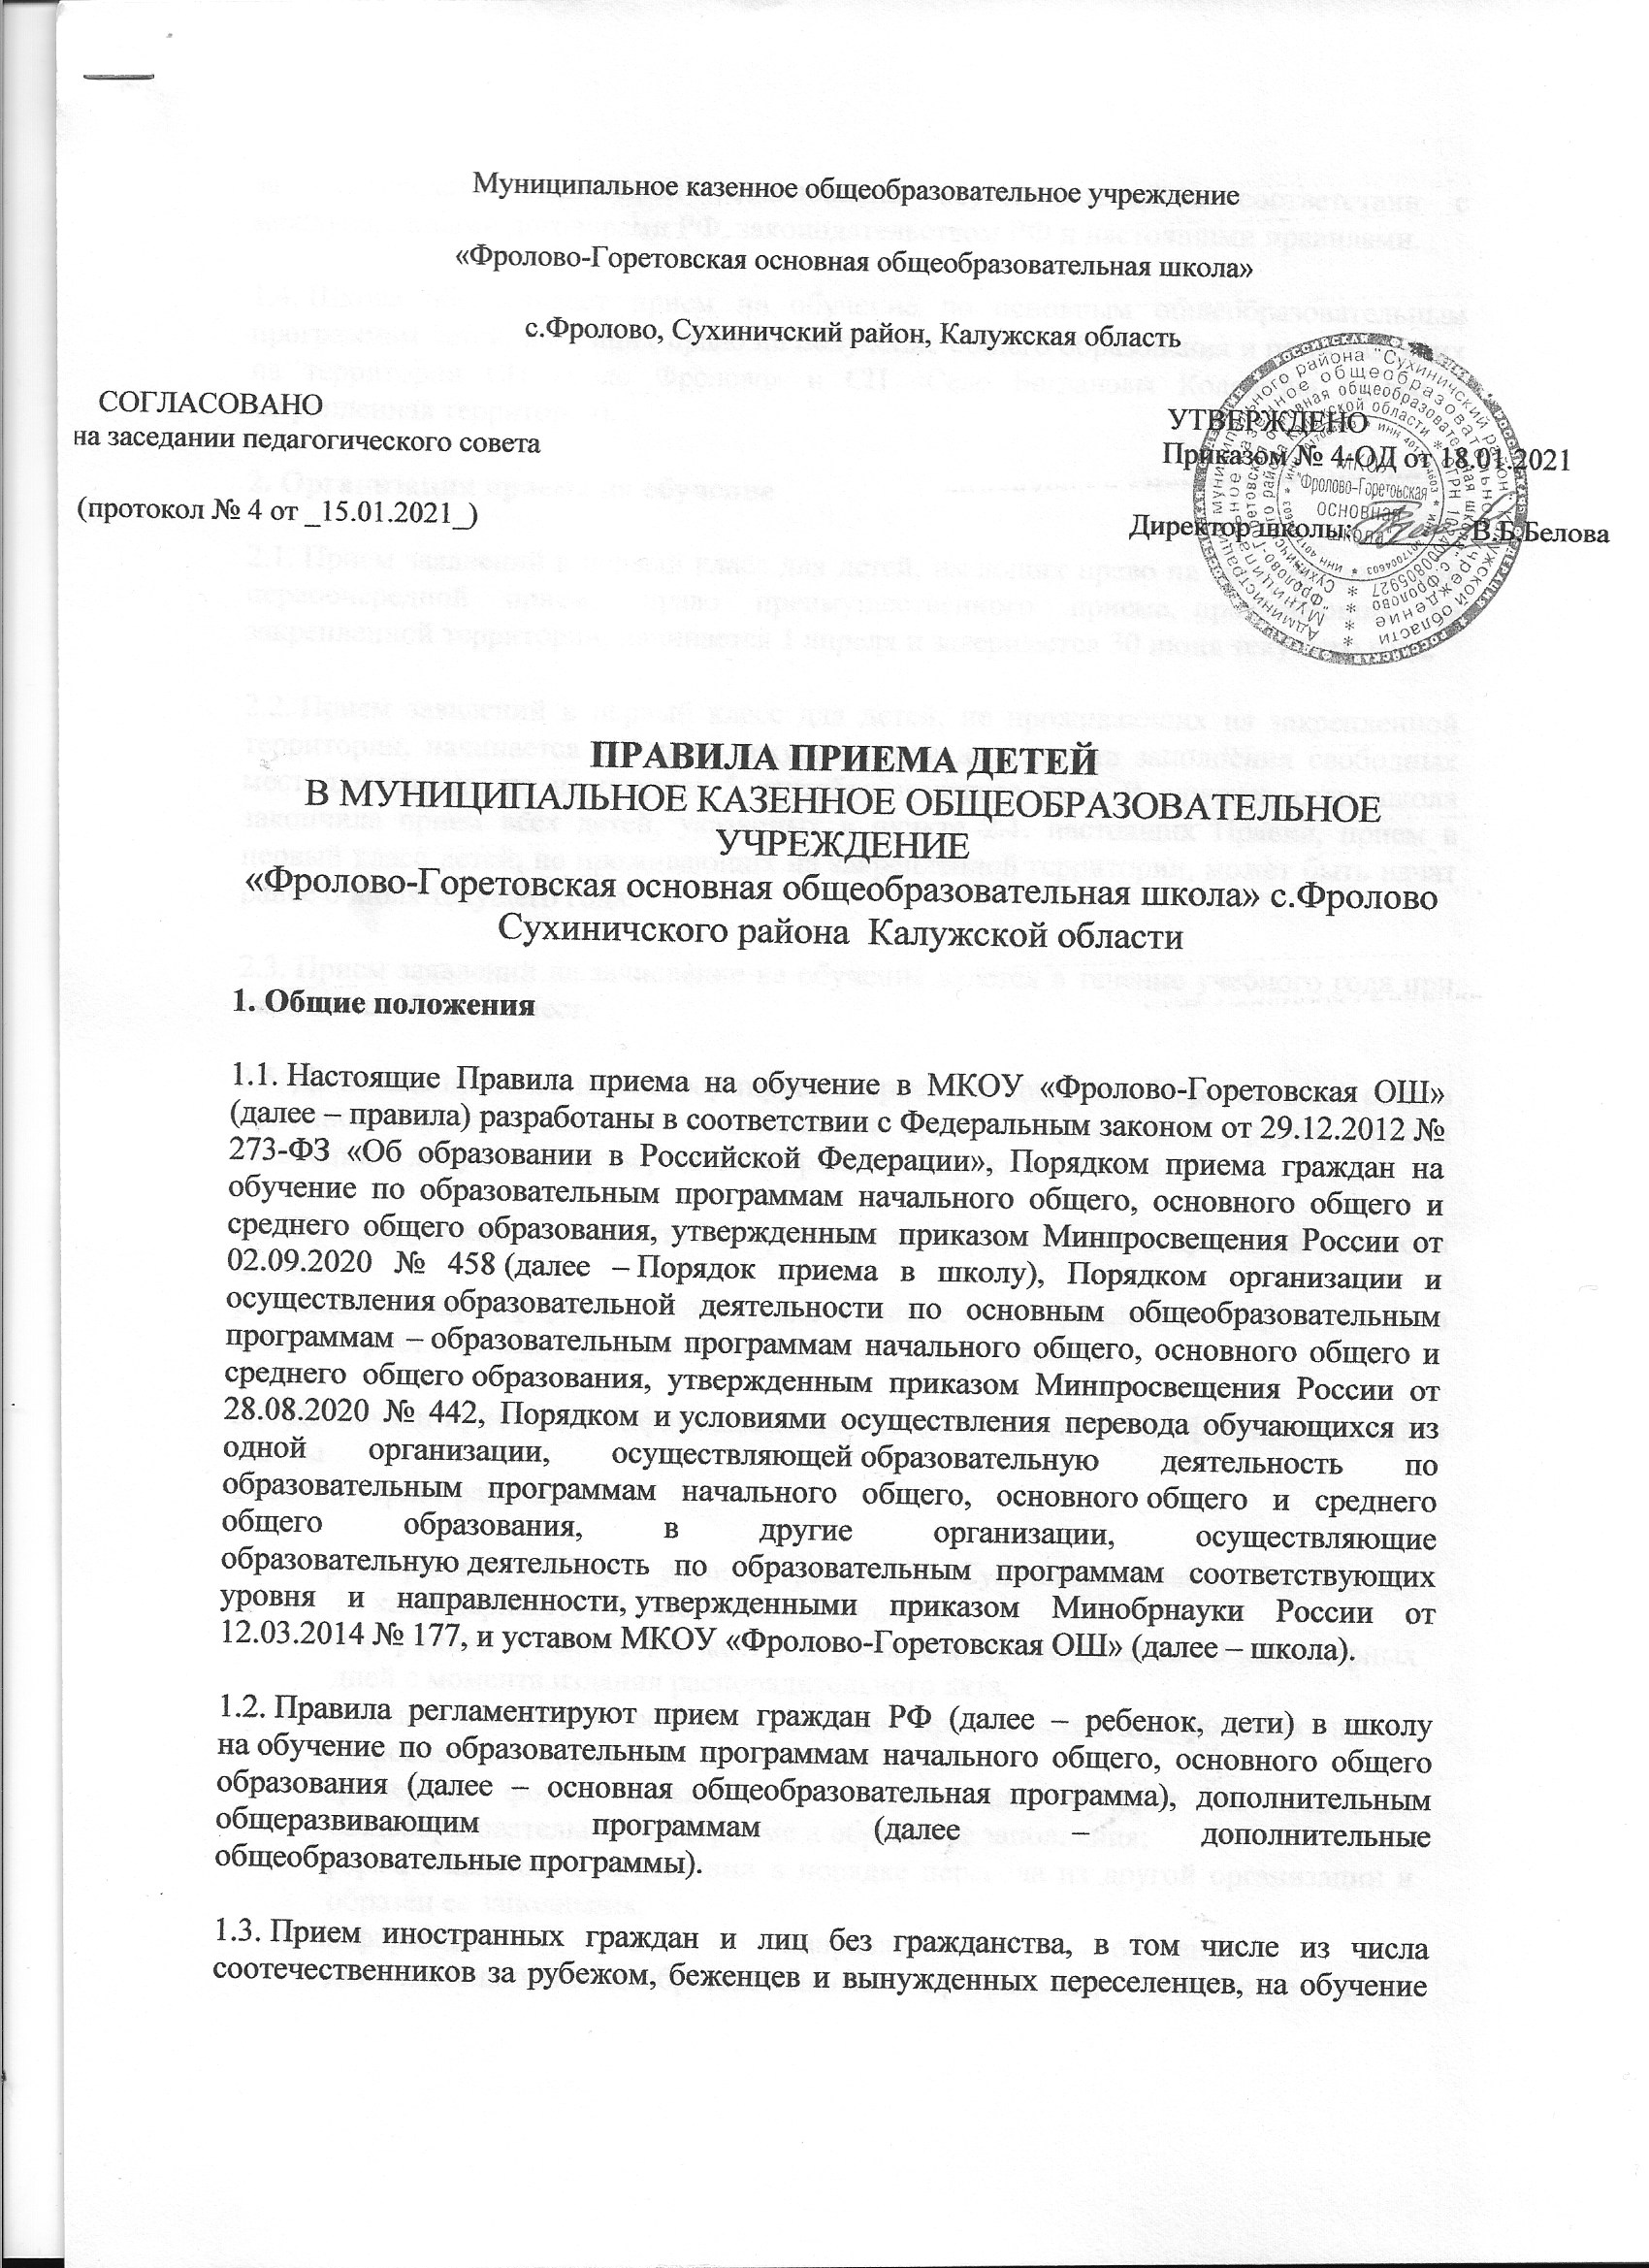 Муниципальное казенное общеобразовательное учреждение
«Фролово-Горетовская основная общеобразовательная школа»
с.Фролово, Сухиничский район, Калужская область
СОГЛАСОВАНО
на заседании педагогического совета
(протокол № 4 от _15.01.2021_)
УТВЕРЖДЕНО
Приказом № 4-ОД от 18.01.2021
Директор школы: В.Б.Белова
МКОУ
"Фролово-Горетовская
основная
школа"
ПРАВИЛА ПРИЕМА ДЕТЕЙ
В МУНИЦИПАЛЬНОЕ КАЗЕННОЕ ОБЩЕОБРАЗОВАТЕЛЬНОЕ
УЧРЕЖДЕНИЕ
«Фролово-Горетовская основная общеобразовательная школа» с.Фролово
Сухиничского района Калужской области
1. Общие положения
1.1. Настоящие Правила приема на обучение в МКОУ «Фролово-Горетовская ОШ»
(далее – правила) разработаны в соответствии с Федеральным законом от 29.12.2012 №
273-ФЗ «Об образовании в Российской Федерации», Порядком приема граждан на
обучение по образовательным программам начального общего, основного общего и
среднего общего образования, утвержденным приказом Минпросвещения России от
02.09.2020 № 458 (далее – Порядок приема в школу), Порядком организации и
осуществления образовательной деятельности по основным общеобразовательным
программам – образовательным программам начального общего, основного общего и
среднего общего образования, утвержденным приказом Минпросвещения России от
28.08.2020 № 442, Порядком и условиями осуществления перевода обучающихся из
одной организации, осуществляющей образовательную деятельность по
образовательным программам начального общего, основного общего и среднего
общего образования, в другие организации, осуществляющие
образовательную деятельность по образовательным программам соответствующих
уровня и направленности, утвержденными приказом Минобрнауки России от
12.03.2014 № 177, и уставом МКОУ «Фролово-Горетовская ОШ» (далее – школа).
1.2. Правила регламентируют прием граждан РФ (далее – ребенок, дети) в школу
на обучение по образовательным программам начального общего, основного общего
образования (далее – основная общеобразовательная программа), дополнительным
общеразвивающим программам (далее – дополнительные
общеобразовательные программы).
1.3. Прием иностранных граждан и лиц без гражданства, в том числе из числа
соотечественников за рубежом, беженцев и вынужденных переселенцев, на обучение